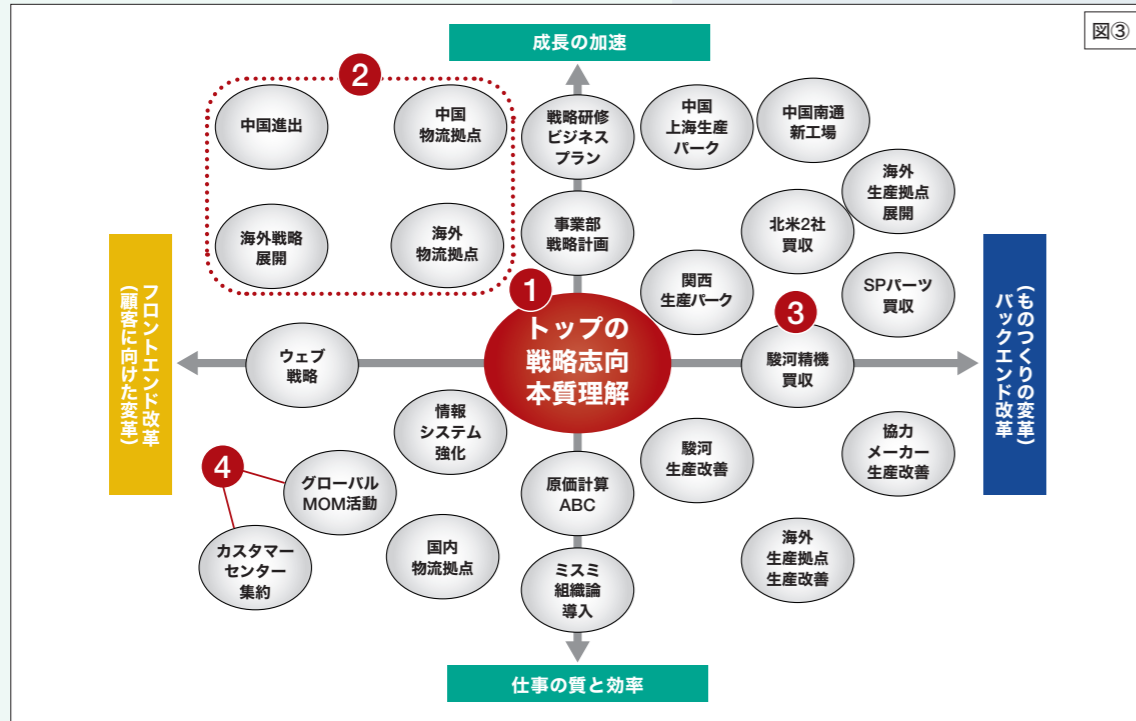 図③
成長の加速
2
中国進出
中国
物流拠点
海外戦略
展開
海外
物流拠点
戦略研修
ビジネス
プラン
事業部
戦略計画
中国
上海生産
パーク
中国南通
新工場
海外
生産拠点
展開
北米2社
買収
関西
生産パーク
SPパーツ
買収
フロントエンド改革
(顧客に向けた変革)
ウェブ
戦略
1
トップの
戦略志向
本質理解
3
駿河精機
買収
(ものつくりの変革)
バックエンド改革
情報
システム
強化
4
グローバル
MOM活動
カスタマー
センター
集約
国内
物流拠点
原価計算
ABC
ミスミ
組織論
導入
駿河
生産改善
協力
メーカー
生産改善
海外
生産拠点
生産改善
仕事の質と効率